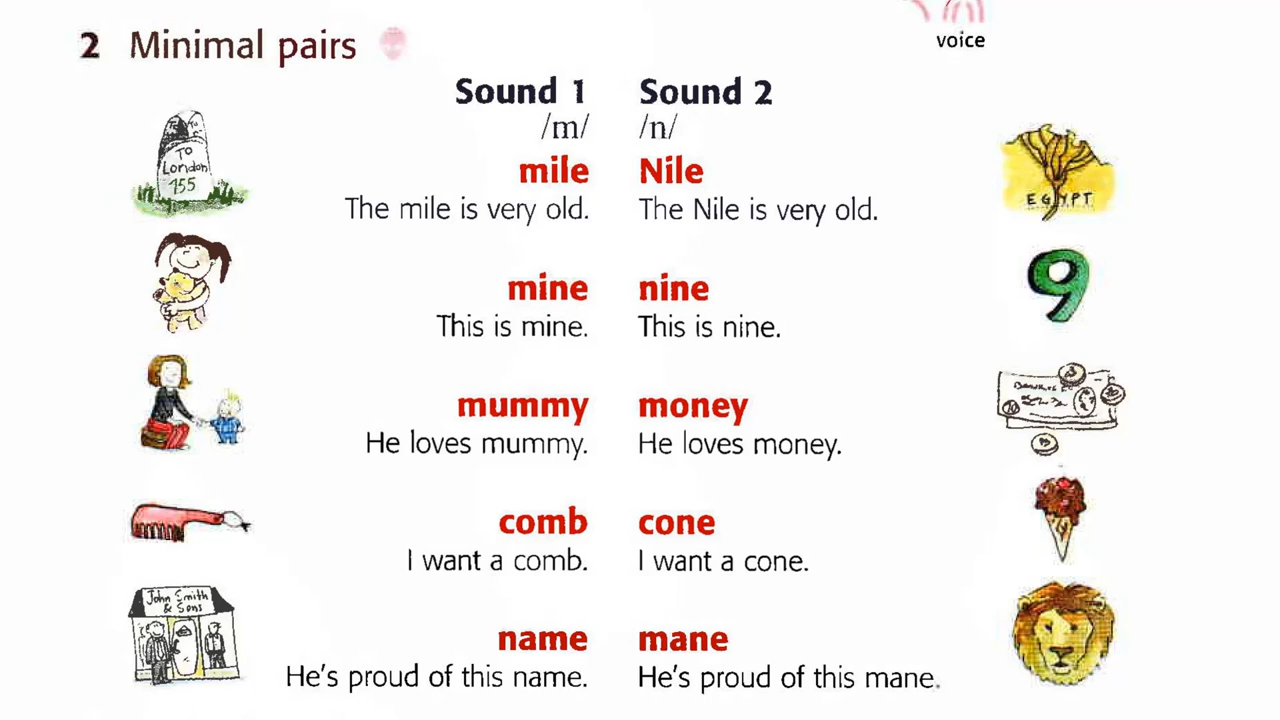 voice
2 Minimal pairs
Sound 1 Sound 2
/m/ /n/
mile Nile
The mile is very old. The Nile is very old.
TO
London
155
EGYPT
mine nine
This is mine. This is nine.
9
mummy money
He loves mummy. He loves money.
comb cone
I want a comb. I want a cone.
John Smith
& Sons
name mane
He's proud of this name. He's proud of this mane.